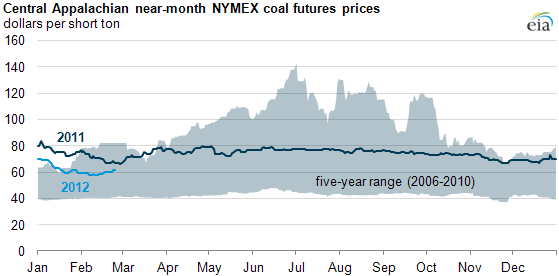 Central Appalachian near-month NYMEX coal futures prices
dollars per short ton
eia
160
140
120
100
80
60
40
20
0
2011
2012
five-year range (2006-2010)
Jan Feb Mar Apr May Jun Jul Aug Sep Oct Nov Dec